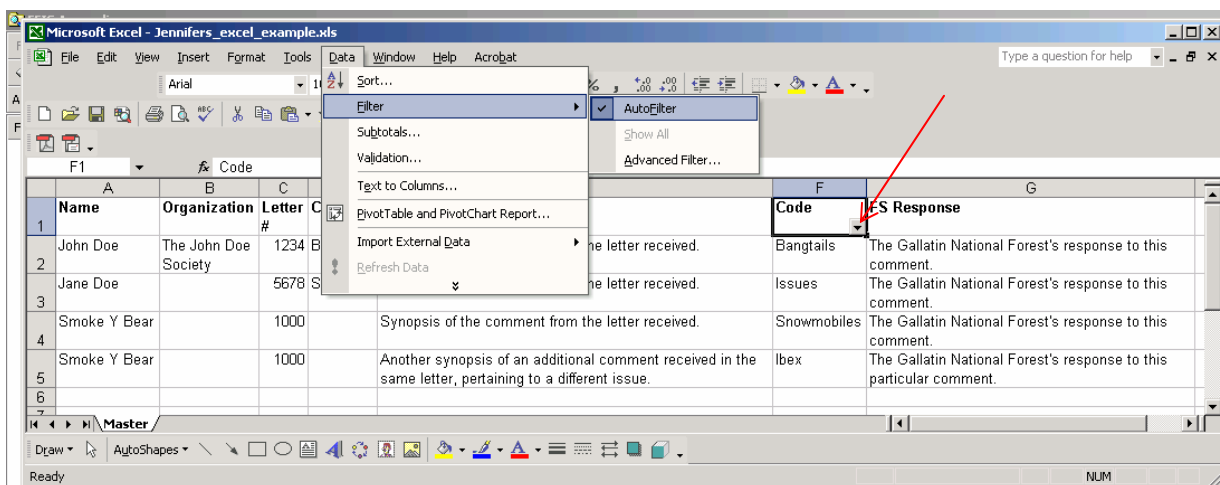 Microsoft Excel - Jennifers_excel_example.xls
File Edit View Insert Format Tools Data Window Help Acrobat Type a question for help
Arial
Sort...
Filter
AutoFilter
Subtotals...
Show All
Validation...
Advanced Filter...
Text to Columns...
PivotTable and PivotChart Report...
Import External Data
Refresh Data
F1 fx Code
A B C F G
1 Name Organization Letter # C Code FS Response
2 John Doe The John Doe Society 1234 B he letter received. Bangtails The Gallatin National Forest's response to this comment.
3 Jane Doe 5678 S he letter received. Issues The Gallatin National Forest's response to this comment.
4 Smoke Y Bear 1000 Synopsis of the comment from the letter received. Snowmobiles The Gallatin National Forest's response to this comment.
5 Smoke Y Bear 1000 Another synopsis of an additional comment received in the same letter, pertaining to a different issue. Ibex The Gallatin National Forest's response to this particular comment.
6
Master
Draw AutoShapes
Ready NUM